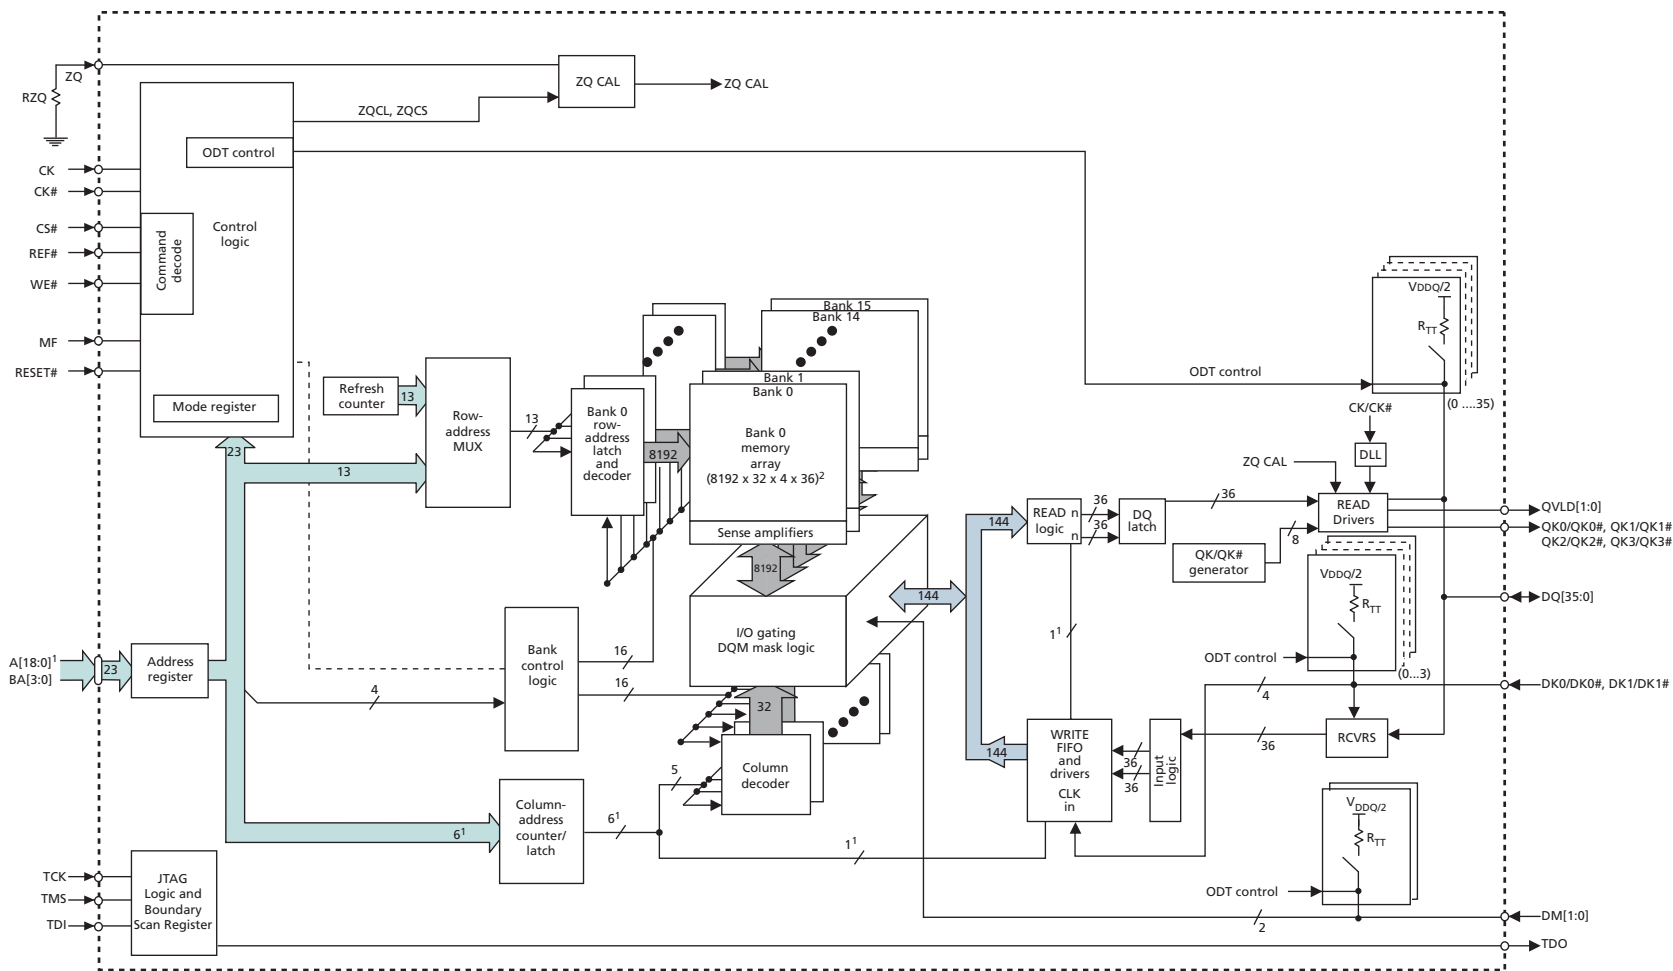 ZQ
RZQ
ZQ CAL
ZQ CAL
ZQCL, ZQCS
ODT control
CK
CK#
CS#
REF#
WE#
MF
RESET#
Command
decode
Control
logic
Mode register
Refresh
counter
13
Row-
address
MUX
13
23
13
Bank 0
row-
address
latch
and
decoder
8192
Bank 15
Bank 14
Bank 1
Bank 0
Bank 0
memory
array
(8192 x 32 x 4 x 36)²
Sense amplifiers
8192
I/O gating
DQM mask logic
144
144
144
READ
logic
n
n
36
36
DQ
latch
36
ODT control
VDDQ/2
RTT
(0 ....35)
CK/CK#
DLL
ZQ CAL
READ
Drivers
QK/QK#
generator
8
QVLD[1:0]
QK0/QK0#, QK1/QK1#
QK2/QK2#, QK3/QK3#
VDDQ/2
RTT
ODT control
(0...3)
DQ[35:0]
DK0/DK0#, DK1/DK1#
4
RCVRS
36
Input
logic
36
36
WRITE
FIFO
and
drivers
CLK
in
1¹
A[18:0]¹
BA[3:0]
23
Address
register
4
Bank
control
logic
16
16
32
Column
decoder
5
Column-
address
counter/
latch
6¹
6¹
1¹
VDDQ/2
RTT
ODT control
DM[1:0]
2
TCK
TMS
TDI
JTAG
Logic and
Boundary
Scan Register
TDO